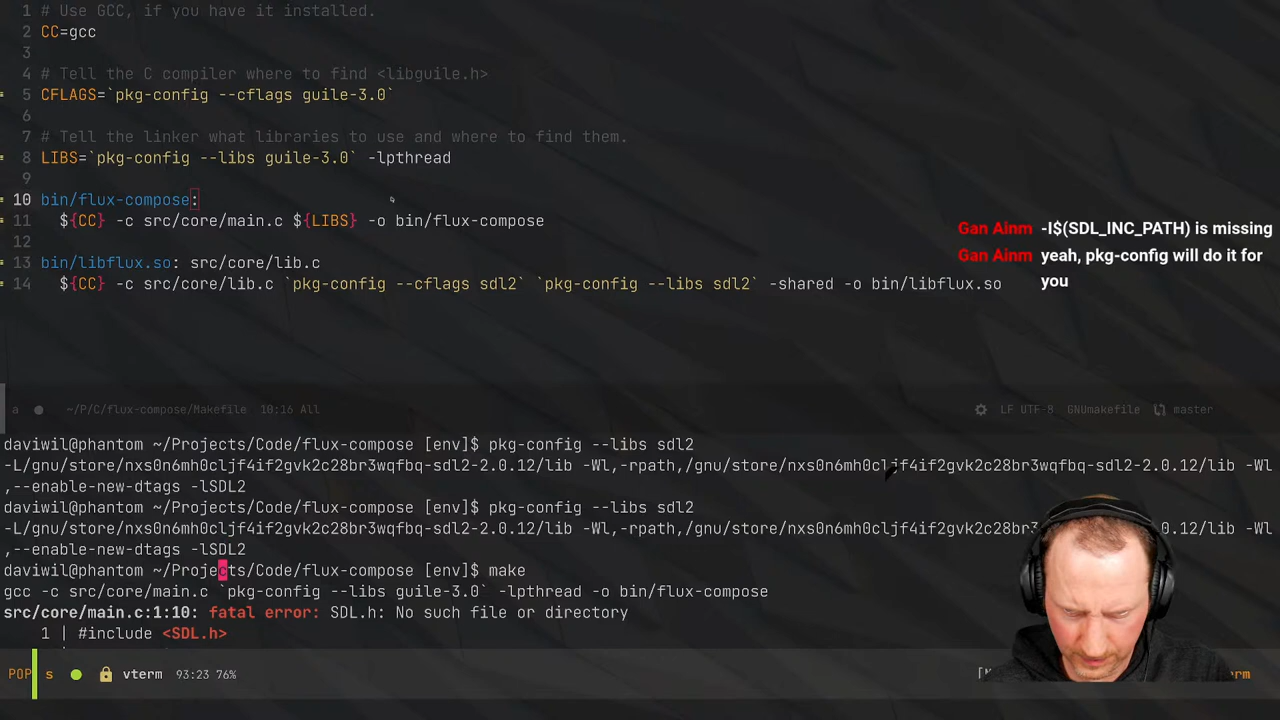 1 # Use GCC, if you have it installed.
2 CC=gcc
3
4 # Tell the C compiler where to find <libguile.h>
5 CFLAGS=`pkg-config --cflags guile-3.0`
6
7 # Tell the linker what libraries to use and where to find them.
8 LIBS=`pkg-config --libs guile-3.0` -lpthread
9
10 bin/flux-compose:
11 ${CC} -c src/core/main.c ${LIBS} -o bin/flux-compose
12
13 bin/libflux.so: src/core/lib.c
14 ${CC} -c src/core/lib.c `pkg-config --cflags sdl2` `pkg-config --libs sdl2` -shared -o bin/libflux.so
Gan Ainm -I$(SDL_INC_PATH) is missing
Gan Ainm yeah, pkg-config will do it for
you
a ~/P/C/flux-compose/Makefile 10:16 All LF UTF-8 GNUmakefile master
daviwil@phantom ~/Projects/Code/flux-compose [env]$ pkg-config --libs sdl2
-L/gnu/store/nxs0n6mh0cljf4if2gvk2c28br3wqfbq-sdl2-2.0.12/lib -Wl,-rpath,/gnu/store/nxs0n6mh0cljf4if2gvk2c28br3wqfbq-sdl2-2.0.12/lib -Wl
,--enable-new-dtags -lSDL2
daviwil@phantom ~/Projects/Code/flux-compose [env]$ pkg-config --libs sdl2
-L/gnu/store/nxs0n6mh0cljf4if2gvk2c28br3wqfbq-sdl2-2.0.12/lib -Wl,-rpath,/gnu/store/nxs0n6mh0cljf4if2gvk2c28br3 2.0.12/lib -Wl
,--enable-new-dtags -lSDL2
daviwil@phantom ~/Projects/Code/flux-compose [env]$ make
gcc -c src/core/main.c `pkg-config --libs guile-3.0` -lpthread -o bin/flux-compose
src/core/main.c:1:10: fatal error: SDL.h: No such file or directory
1 | #include <SDL.h>
POP s vterm 93:23 76%